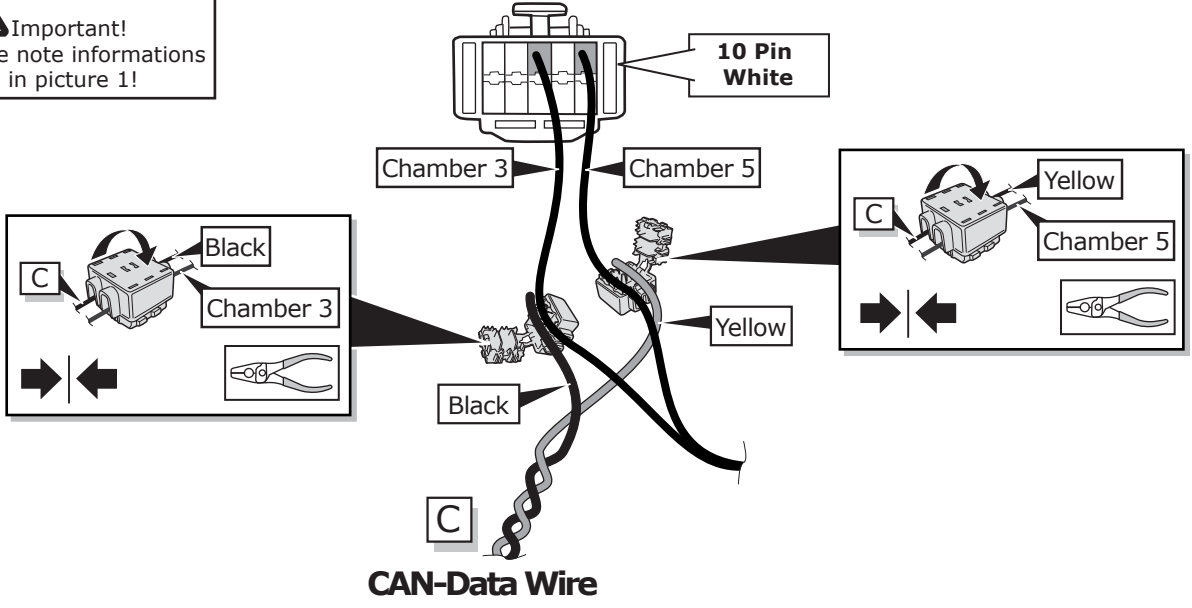 Important!
note informations
in picture 1!
10 Pin
White
Chamber 3
Chamber 5
Black
C
Chamber 3
Yellow
C
Chamber 5
Yellow
Black
C
CAN-Data Wire